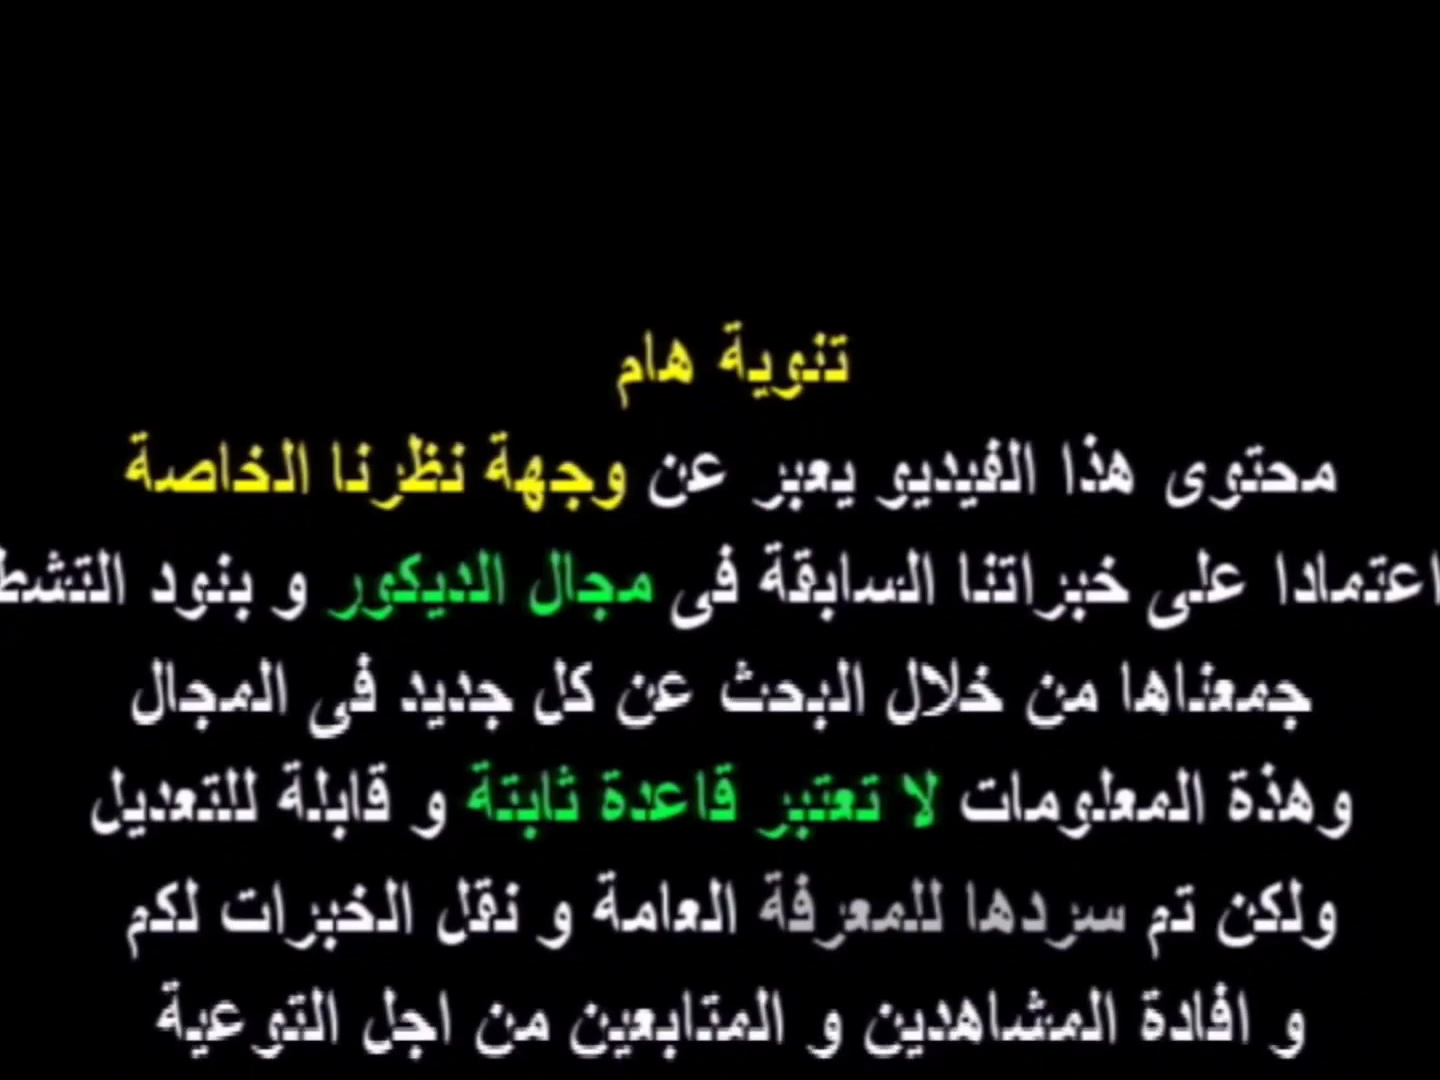 تنوية هام
محتوى هذا الفيديو يعبر عن وجهة نظرنا الخاصة
اعتمادا على خبراتنا السابقة فى مجال الديكور و بنود
جمعناها من خلال البحث عن كل جديد فى المجال
وهذة المعلومات لا تعتبر قاعدة ثابتة و قابلة للتعديل
ولكن تم سردها للمعرفة العامة و نقل الخبرات لكم
و افادة المشاهدين و المتابعين من اجل التوعية